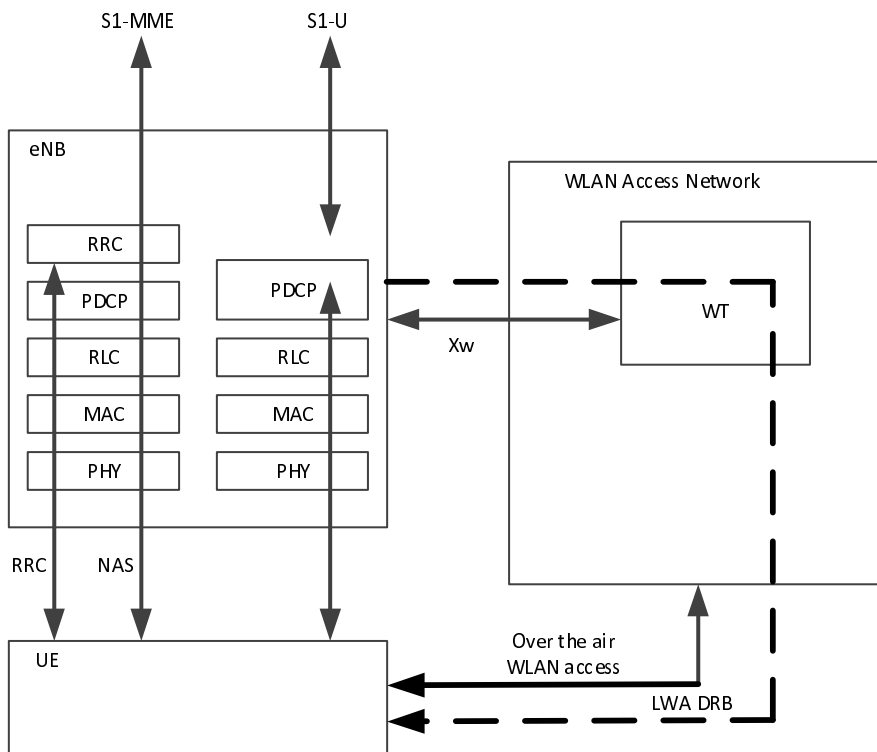 S1-MME
S1-U
eNB
WLAN Access Network
RRC
PDCP
PDCP
WT
Xw
RLC
RLC
MAC
MAC
PHY
PHY
RRC
NAS
UE
Over the air
WLAN access
LWA DRB